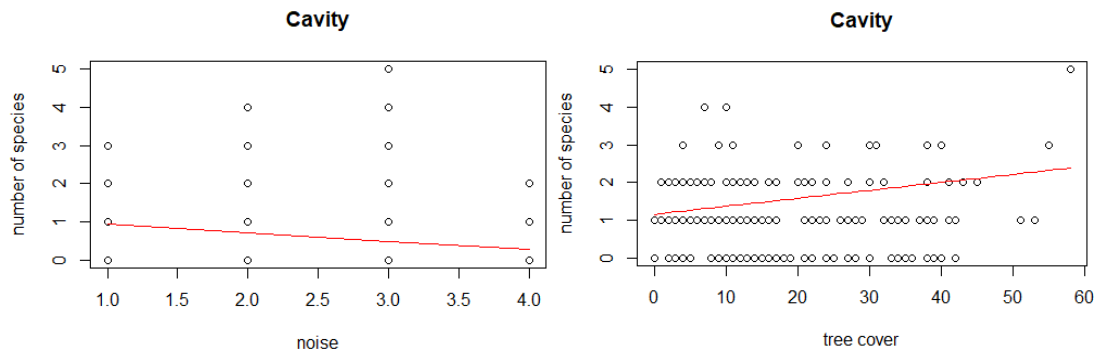 Cavity
number of species
0 1 2 3 4 5
1.0 1.5 2.0 2.5 3.0 3.5 4.0
noise
Cavity
number of species
0 1 2 3 4 5
0 10 20 30 40 50 60
tree cover